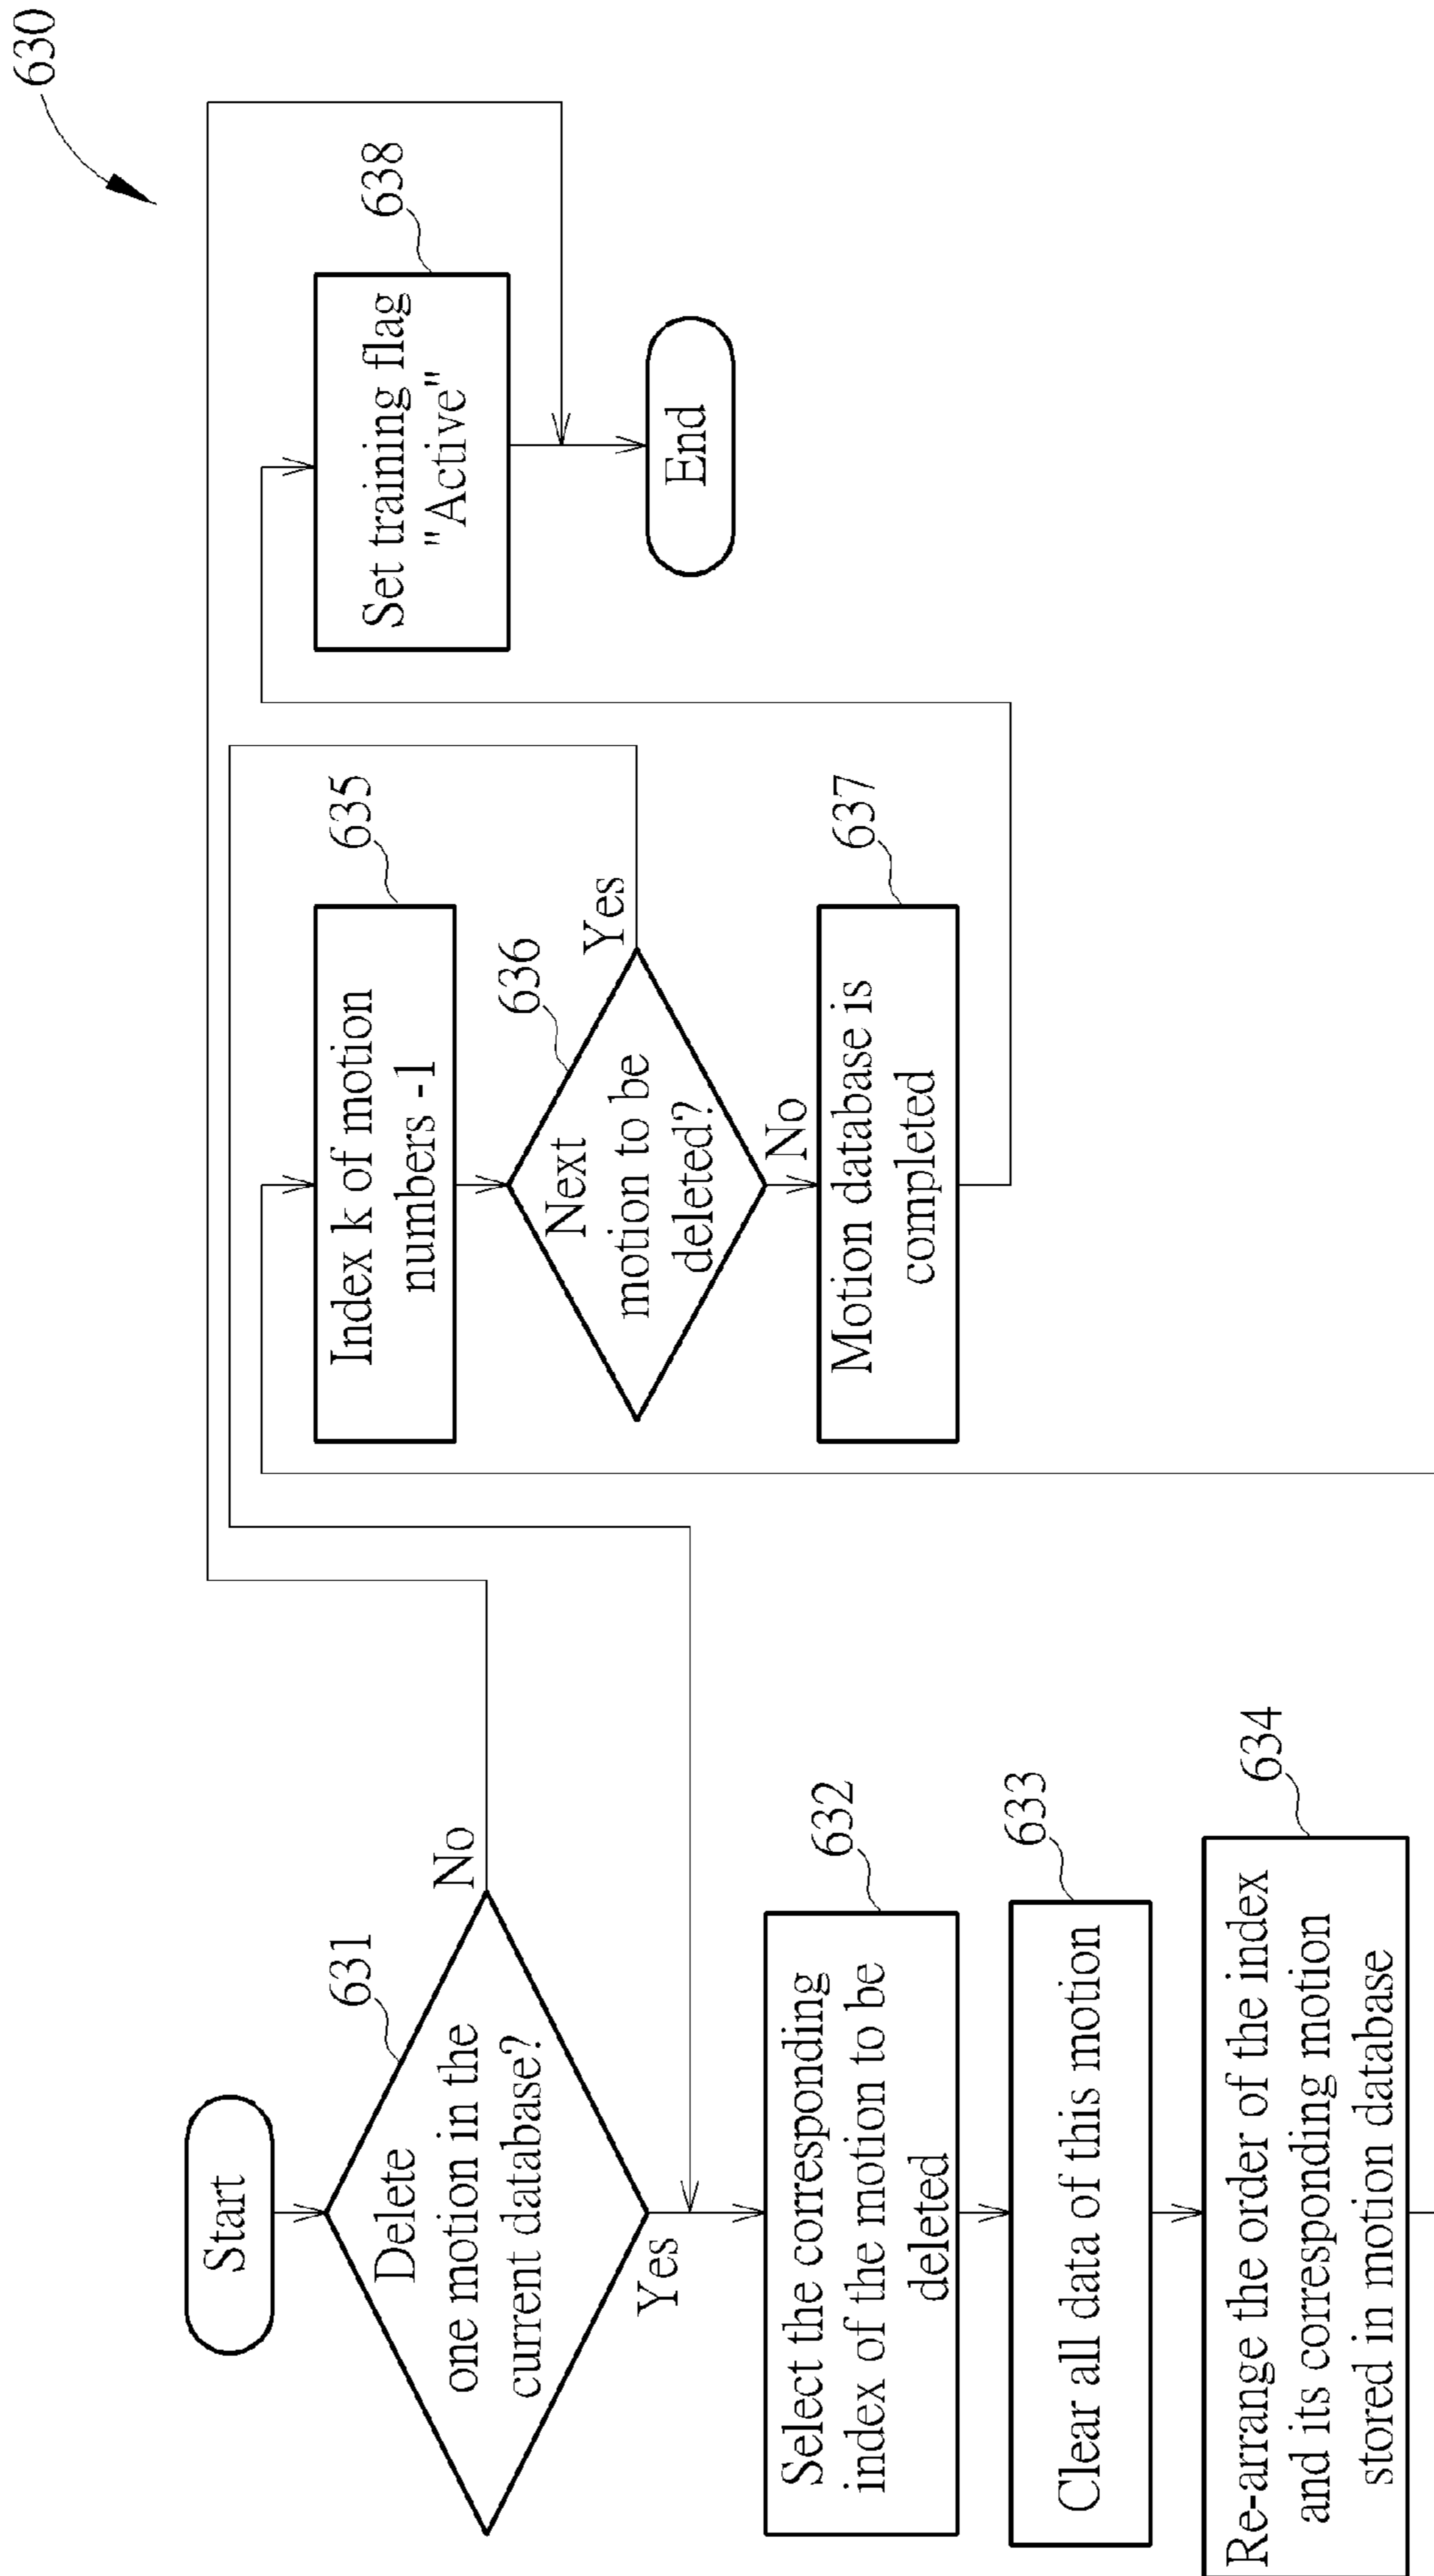 630
Start
631
Delete
one motion in the
current database?
No
Yes
632
Select the corresponding
index of the motion to be
deleted
633
Clear all data of this motion
634
Re-arrange the order of the index
and its corresponding motion
stored in motion database
635
Index k of motion
numbers -1
636
Next
motion to be
deleted?
Yes
No
637
Motion database is
completed
638
Set training flag
"Active"
End